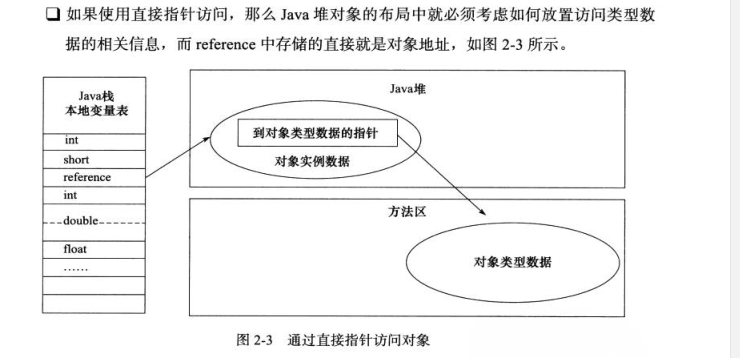 ❑ 如果使用直接指针访问，那么 Java 堆对象的布局中就必须考虑如何放置访问类型数
据的相关信息，而 reference 中存储的直接就是对象地址，如图 2-3 所示。
Java栈
本地变量表
int
short
reference
int
double
float
……
Java堆
到对象类型数据的指针
对象实例数据
方法区
对象类型数据
图 2-3 通过直接指针访问对象